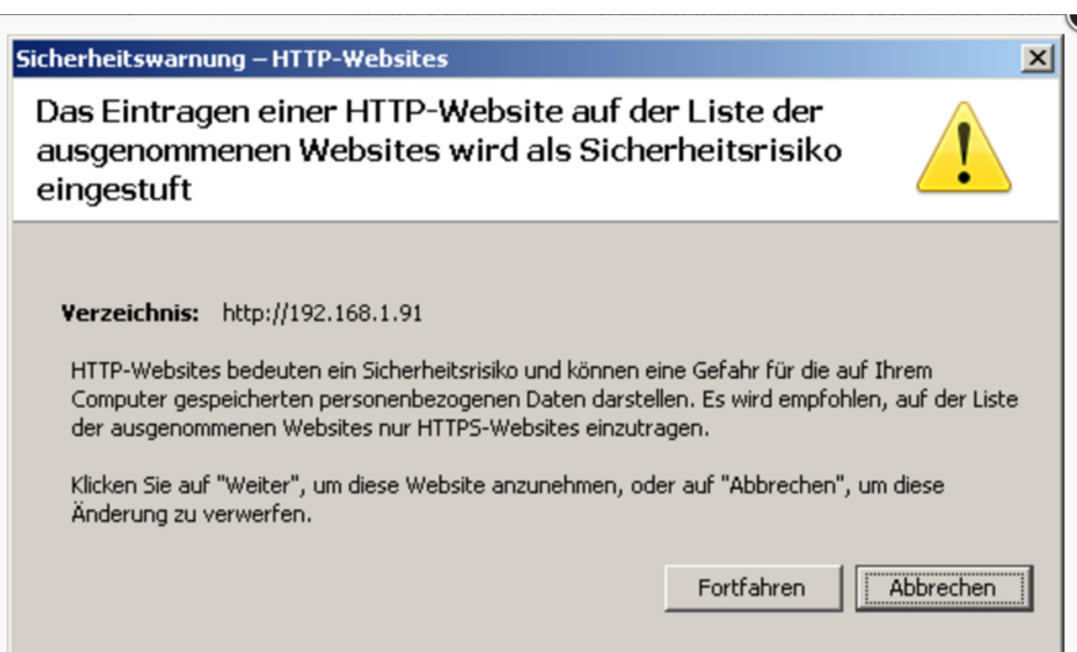 Sicherheitswarnung – HTTP-Websites
Das Eintragen einer HTTP-Website auf der Liste der
ausgenommenen Websites wird als Sicherheitsrisiko
eingestuft
Verzeichnis: http://192.168.1.91
HTTP-Websites bedeuten ein Sicherheitsrisiko und können eine Gefahr für die auf Ihrem
Computer gespeicherten personenbezogenen Daten darstellen. Es wird empfohlen, auf der Liste
der ausgenommenen Websites nur HTTPS-Websites einzutragen.
Klicken Sie auf "Weiter", um diese Website anzunehmen, oder auf "Abbrechen", um diese
Änderung zu verwerfen.
Fortfahren Abbrechen